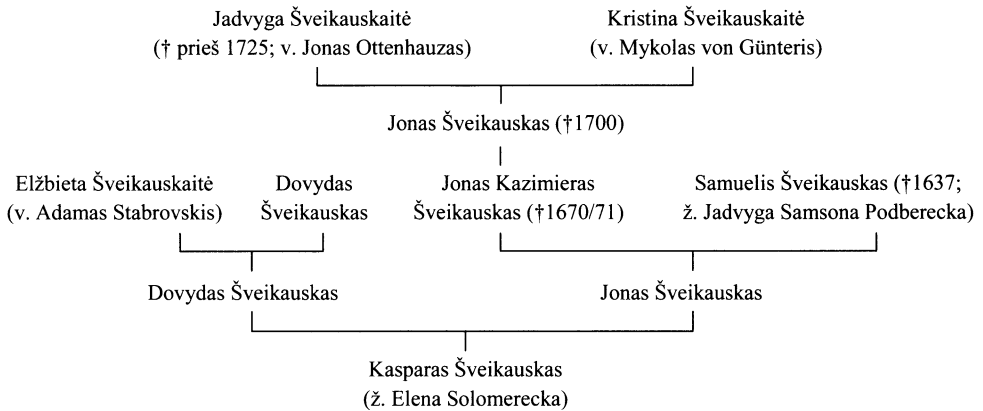 Jadvyga Šveikauskaitė
(† prieš 1725; v. Jonas Ottenhauzas)
Kristina Šveikauskaitė
(v. Mykolas von Günteris)
Jonas Šveikauskas (†1700)
Elžbieta Šveikauskaitė
(v. Adamas Stabrovskis)
Dovydas
Šveikauskas
Jonas Kazimieras
Šveikauskas (†1670/71)
Samuelis Šveikauskas (†1637;
ž. Jadvyga Samsona Podberecka)
Dovydas Šveikauskas
Jonas Šveikauskas
Kasparas Šveikauskas
(ž. Elena Solomerecka)